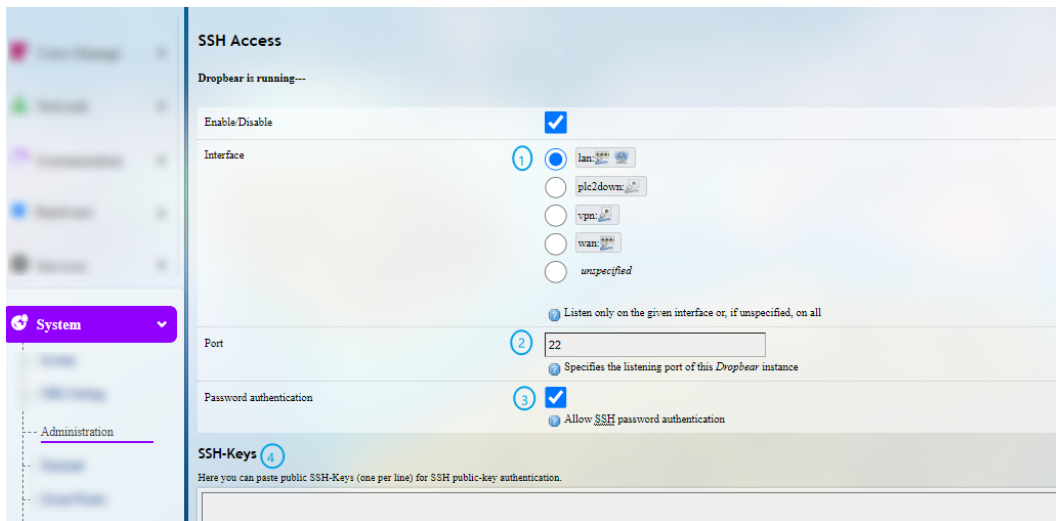 SSH Access
Dropbear is running---
Enable/Disable
Interface
1
lan:
plc2down:
vpn:
wan:
unspecified
Listen only on the given interface or, if unspecified, on all
System
Port
2
22
Specifies the listening port of this Dropbear instance
Password authentication
3
Allow SSH password authentication
Administration
SSH-Keys
4
Here you can paste public SSH-Keys (one per line) for SSH public-key authentication.